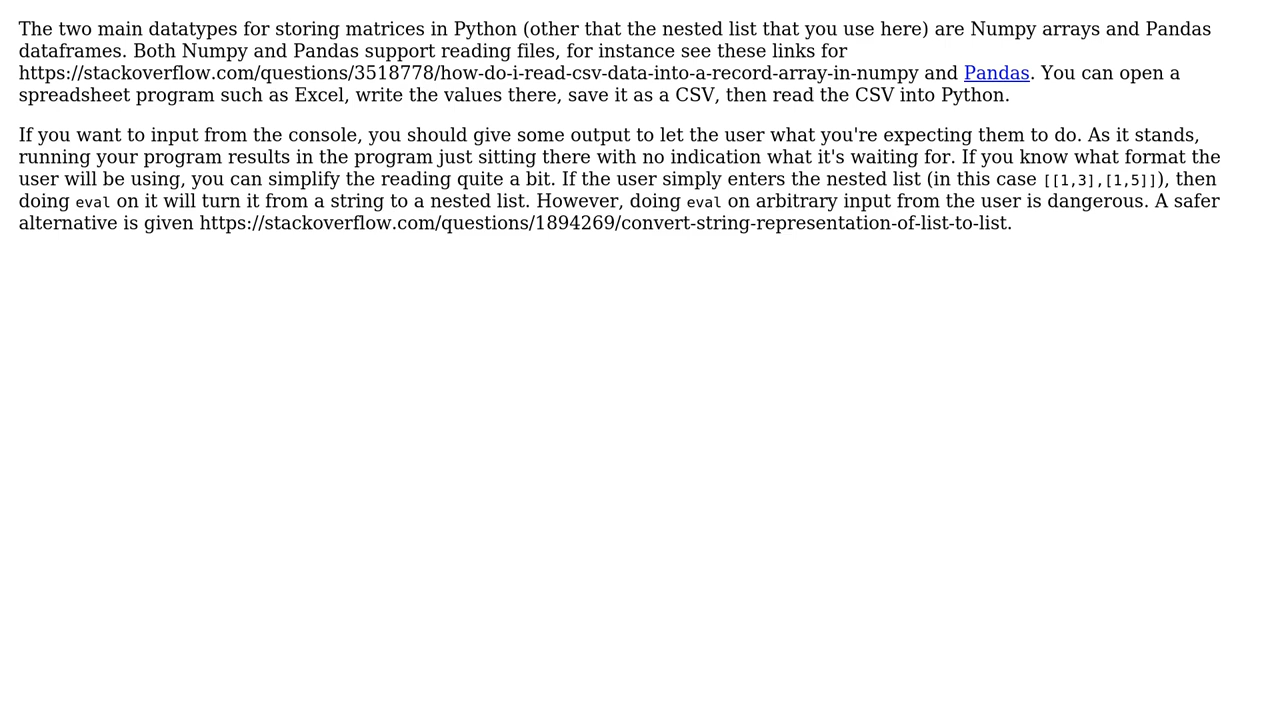 The two main datatypes for storing matrices in Python (other that the nested list that you use here) are Numpy arrays and Pandas
dataframes. Both Numpy and Pandas support reading files, for instance see these links for
https://stackoverflow.com/questions/3518778/how-do-i-read-csv-data-into-a-record-array-in-numpy and Pandas. You can open a
spreadsheet program such as Excel, write the values there, save it as a CSV, then read the CSV into Python.
If you want to input from the console, you should give some output to let the user what you're expecting them to do. As it stands,
running your program results in the program just sitting there with no indication what it's waiting for. If you know what format the
user will be using, you can simplify the reading quite a bit. If the user simply enters the nested list (in this case [[1,3],[1,5]]), then
doing eval on it will turn it from a string to a nested list. However, doing eval on arbitrary input from the user is dangerous. A safer
alternative is given https://stackoverflow.com/questions/1894269/convert-string-representation-of-list-to-list.